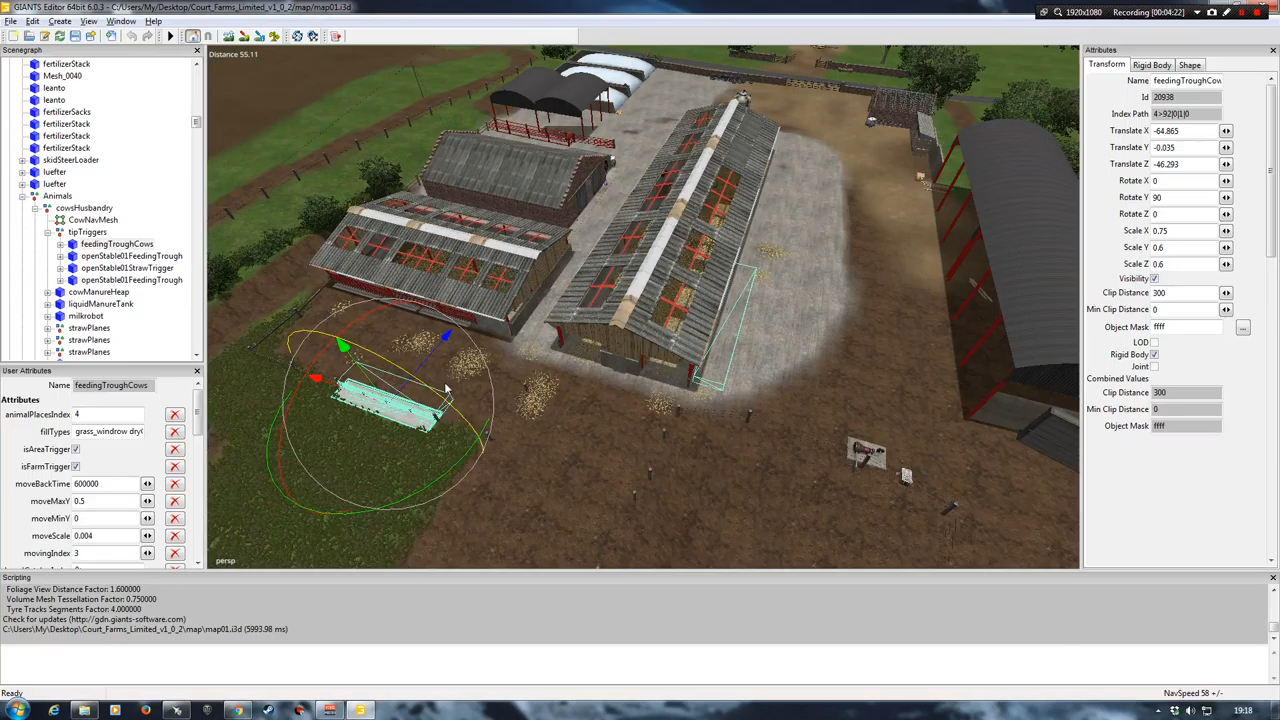 GIANTS Editor 64bit 6.0.3 - C:/Users/My/Desktop/Court_Farms_Limited_v1_0_2/map/map01.i3d
1920x1080
Recording [00:04:22]
File Edit Create View Window Help
Scenegraph
fertilizerStack
Mesh_0040
leanto
leanto
fertilizerSacks
fertilizerStack
fertilizerStack
fertilizerStack
skidSteerLoader
luefter
luefter
Animals
cowsHusbandry
CowNavMesh
tipTriggers
feedingTroughCows
openStable01FeedingTrough
openStable01StrawTrigger
openStable01FeedingTrough
cowManureHeap
liquidManureTank
milkrobot
strawPlanes
strawPlanes
strawPlanes
User Attributes
Name feedingTroughCows
Attributes
animalPlacesIndex 4
fillTypes grass_windrow
isAreaTrigger
isFarmTrigger
moveBackTime 600000
moveMaxY 0.5
moveMinY 0
moveScale 0.004
movingIndex 3
Distance 55.11
persp
Attributes
Transform Rigid Body Shape
Name feedingTroughCow
Id 20938
Index Path 4>92|0|1|0
Translate X -64.865
Translate Y -0.035
Translate Z -46.293
Rotate X 0
Rotate Y 90
Rotate Z 0
Scale X 0.75
Scale Y 0.6
Scale Z 0.6
Visibility
Clip Distance 300
Min Clip Distance 0
Object Mask ffff ...
LOD
Rigid Body
Joint
Combined Values
Clip Distance 300
Min Clip Distance 0
Object Mask ffff
Scripting
Foliage View Distance Factor: 1.600000
Volume Mesh Tessellation Factor: 0.750000
Tyre Tracks Segments Factor: 4.000000
Check for updates (http://gdn.giants-software.com)
C:\Users\My\Desktop\Court_Farms_Limited_v1_0_2\map\map01.i3d (5993.98 ms)
Ready
NavSpeed 58 +/-
19:18